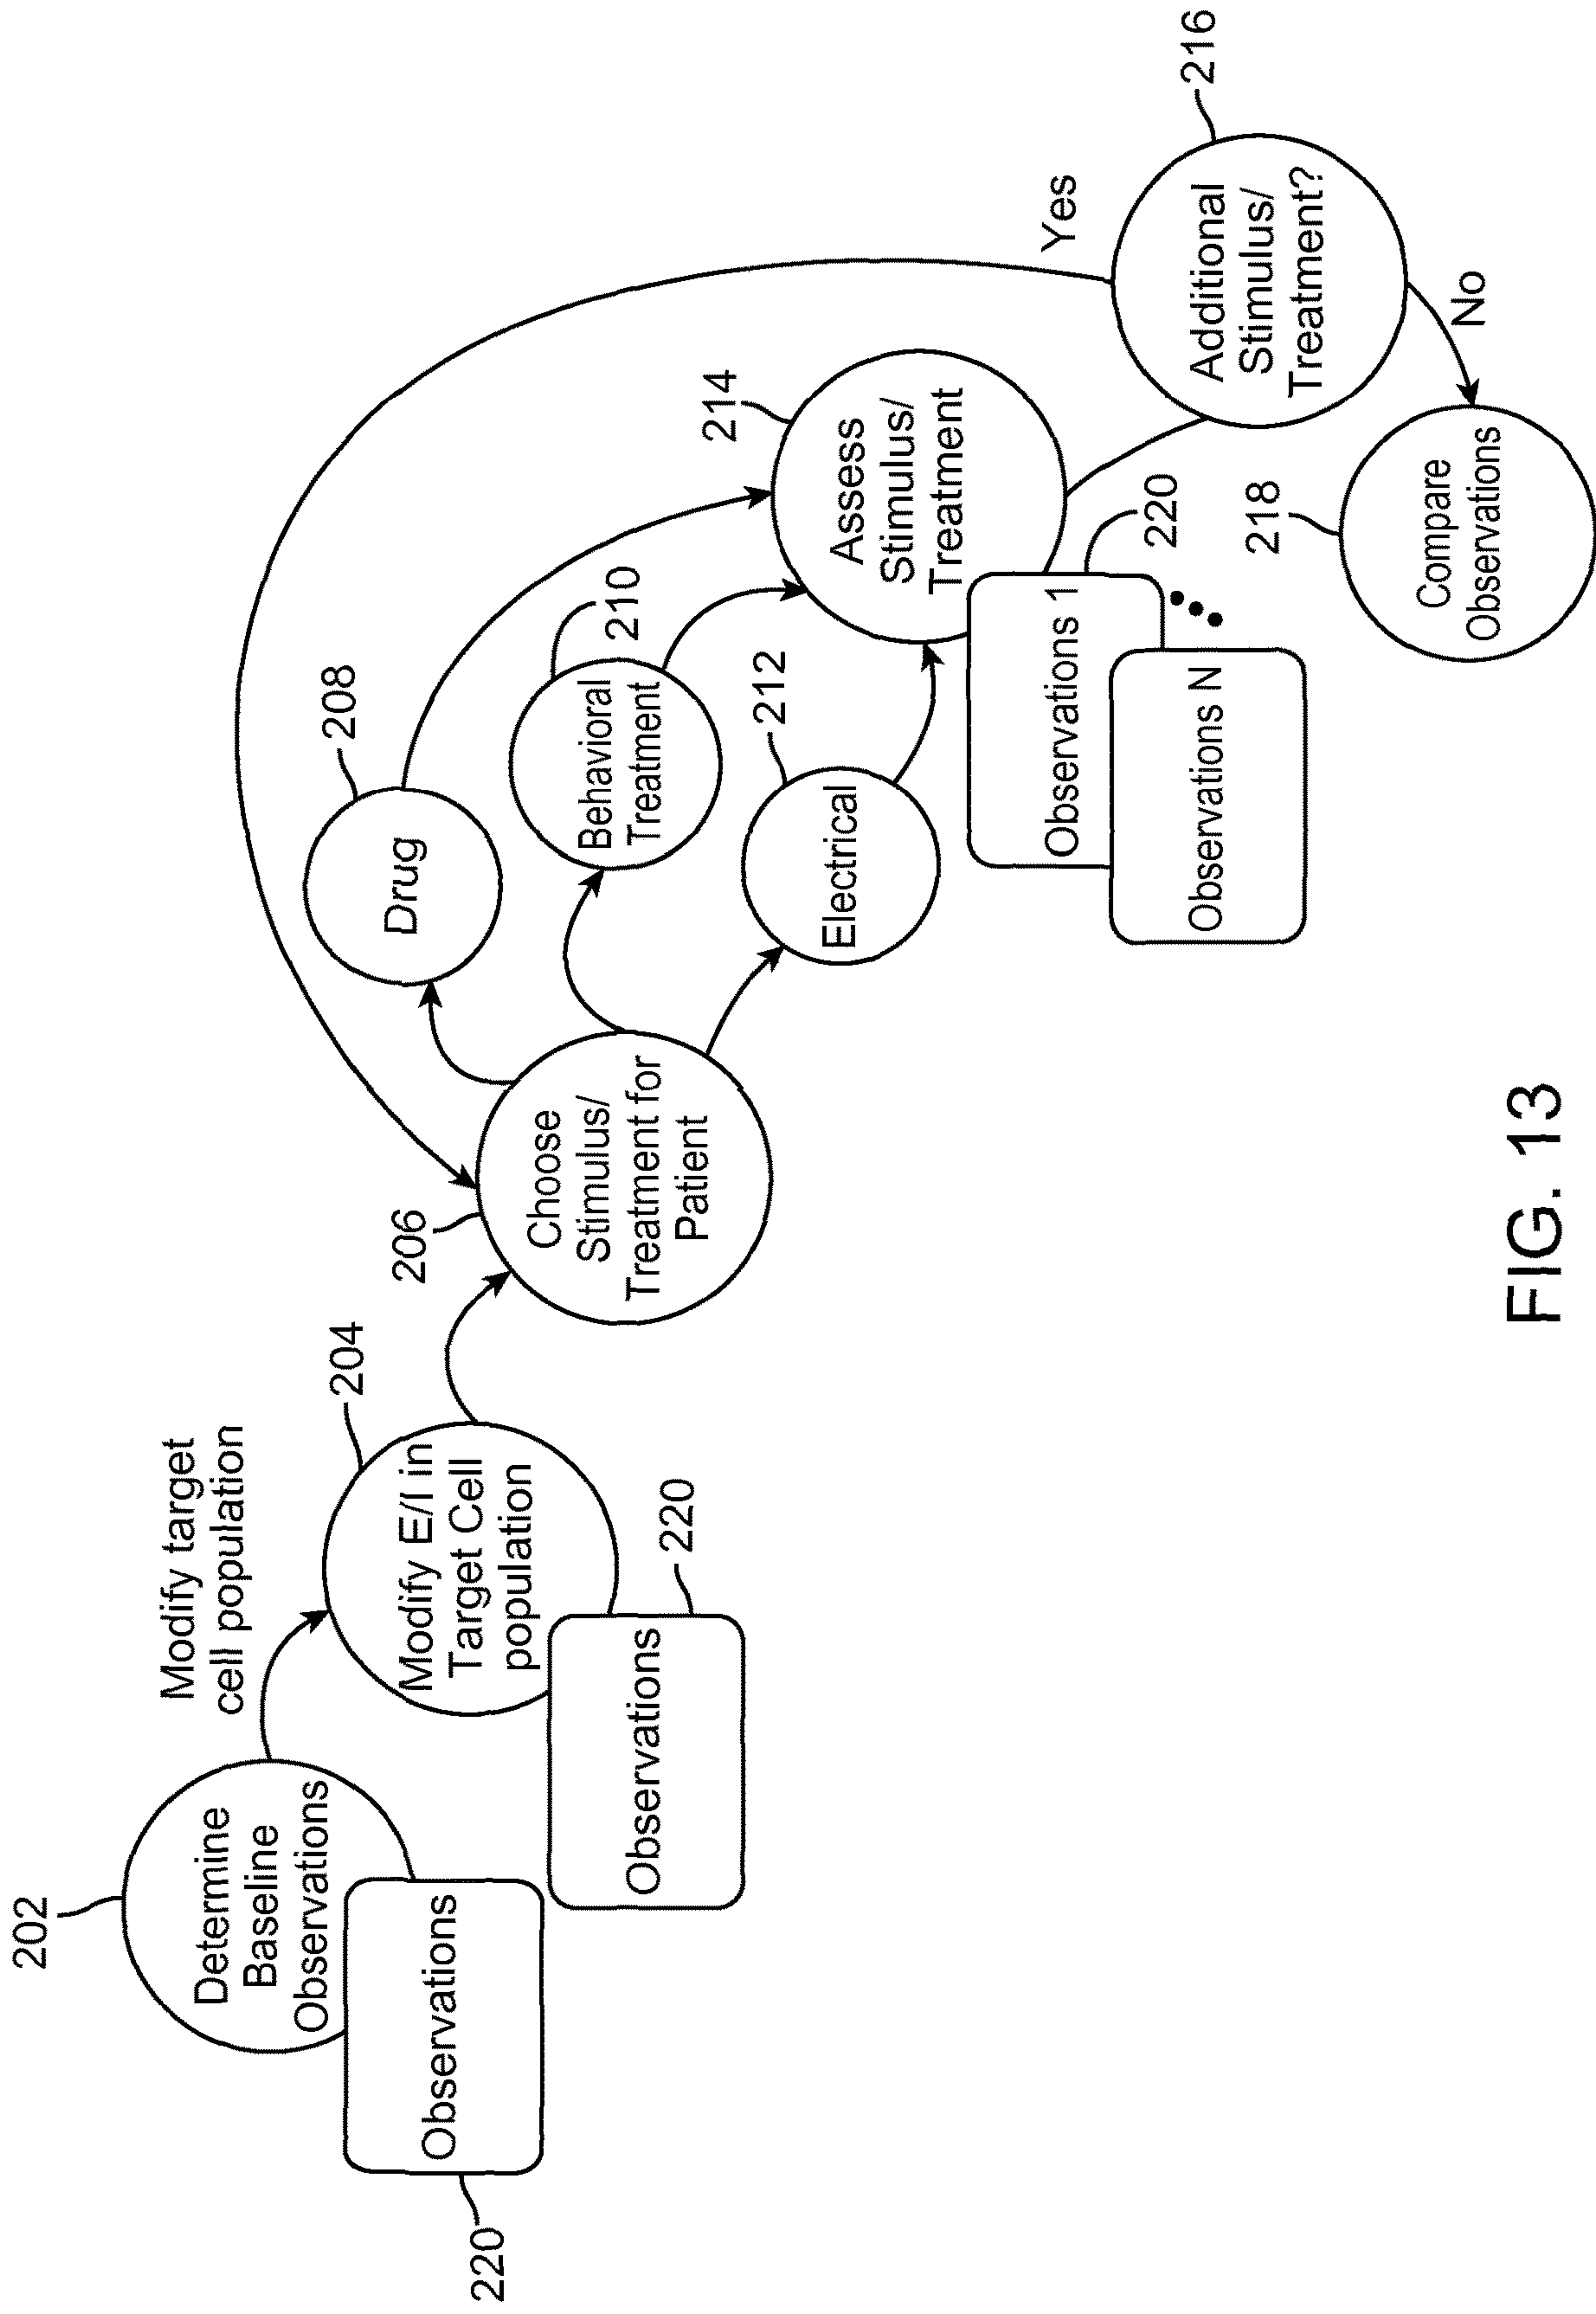 202
Determine
Baseline
Observations
Observations
220
Modify target
cell population
204
Modify E/I in
Target Cell
population
Observations
220
206
Choose
Stimulus/
Treatment for
Patient
208
Drug
210
Behavioral
Treatment
212
Electrical
214
Assess
Stimulus/
Treatment
Observations 1
220
Observations N
Yes
216
Additional
Stimulus/
Treatment?
No
218
Compare
Observations
FIG. 13